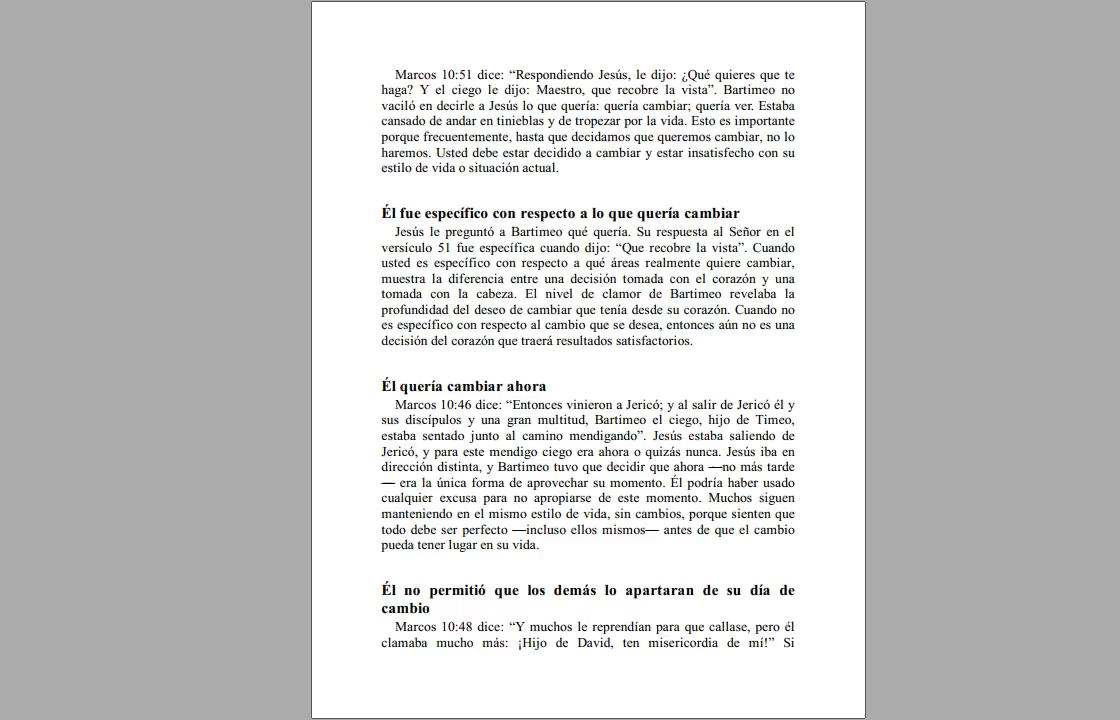 Marcos 10:51 dice: “Respondiendo Jesús, le dijo: ¿Qué quieres que te
haga? Y el ciego le dijo: Maestro, que recobre la vista”. Bartimeo no
vaciló en decirle a Jesús lo que quería: quería cambiar; quería ver. Estaba
cansado de andar en tinieblas y de tropezar por la vida. Esto es importante
porque frecuentemente, hasta que decidamos que queremos cambiar, no lo
haremos. Usted debe estar decidido a cambiar y estar insatisfecho con su
estilo de vida o situación actual.
Él fue específico con respecto a lo que quería cambiar
Jesús le preguntó a Bartimeo qué quería. Su respuesta al Señor en el
versículo 51 fue específica cuando dijo: “Que recobre la vista”. Cuando
usted es específico con respecto a qué áreas realmente quiere cambiar,
muestra la diferencia entre una decisión tomada con el corazón y una
tomada con la cabeza. El nivel de clamor de Bartimeo revelaba la
profundidad del deseo de cambiar que tenía desde su corazón. Cuando no
es específico con respecto al cambio que se desea, entonces aún no es una
decisión del corazón que traerá resultados satisfactorios.
Él quería cambiar ahora
Marcos 10:46 dice: “Entonces vinieron a Jericó; y al salir de Jericó él y
sus discípulos y una gran multitud, Bartimeo el ciego, hijo de Timeo,
estaba sentado junto al camino mendigando”. Jesús estaba saliendo de
Jericó, y para este mendigo ciego era ahora o quizás nunca. Jesús iba en
dirección distinta, y Bartimeo tuvo que decidir que ahora —no más tarde
— era la única forma de aprovechar su momento. Él podría haber usado
cualquier excusa para no apropiarse de este momento. Muchos siguen
manteniendo en el mismo estilo de vida, sin cambios, porque sienten que
todo debe ser perfecto —incluso ellos mismos— antes de que el cambio
pueda tener lugar en su vida.
Él no permitió que los demás lo apartaran de su día de
cambio
Marcos 10:48 dice: “Y muchos le reprendían para que callase, pero él
clamaba mucho más: ¡Hijo de David, ten misericordia de mí!” Si